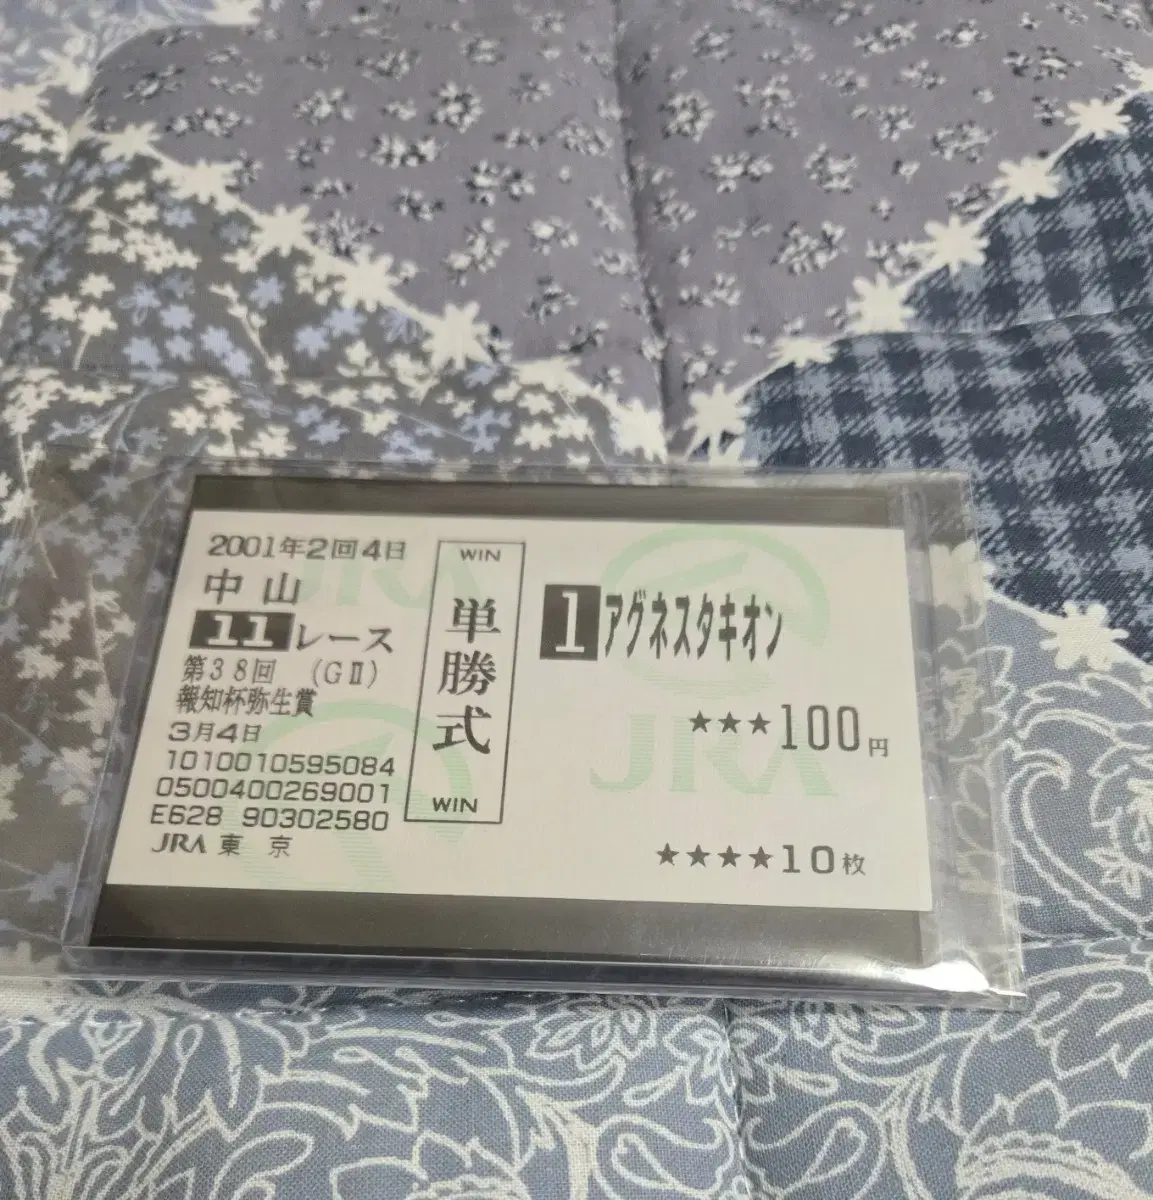 2001年2回4日
中山
11レース
第38回 (GⅡ)
報知杯弥生賞
3月4日
1010010595084
0500400269001
E628 90302580
JRA 東京
WIN
単勝式
WIN
1 アグネスタキオン
★★★100円
★★★★10枚
JRA
JRA